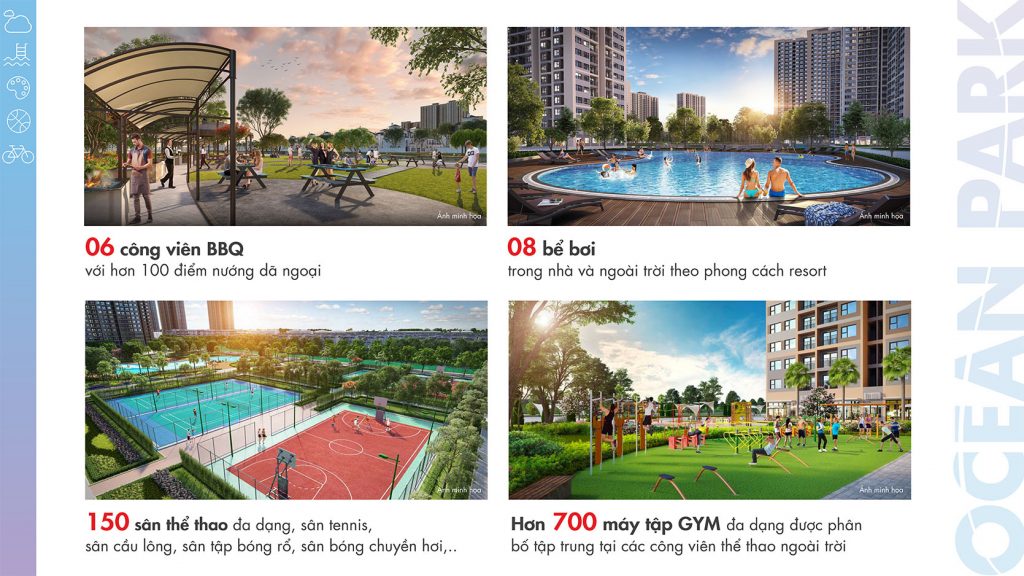 Ảnh minh họa
Ảnh minh họa
06 công viên BBQ
với hơn 100 điểm nướng dã ngoại
08 bể bơi
trong nhà và ngoài trời theo phong cách resort
Ảnh minh họa
Ảnh minh họa
150 sân thể thao đa dạng, sân tennis,
sân cầu lông, sân tập bóng rổ, sân bóng chuyền hơi,..
Hơn 700 máy tập GYM đa dạng được phân
bố tập trung tại các công viên thể thao ngoài trời
OCEAN PARK